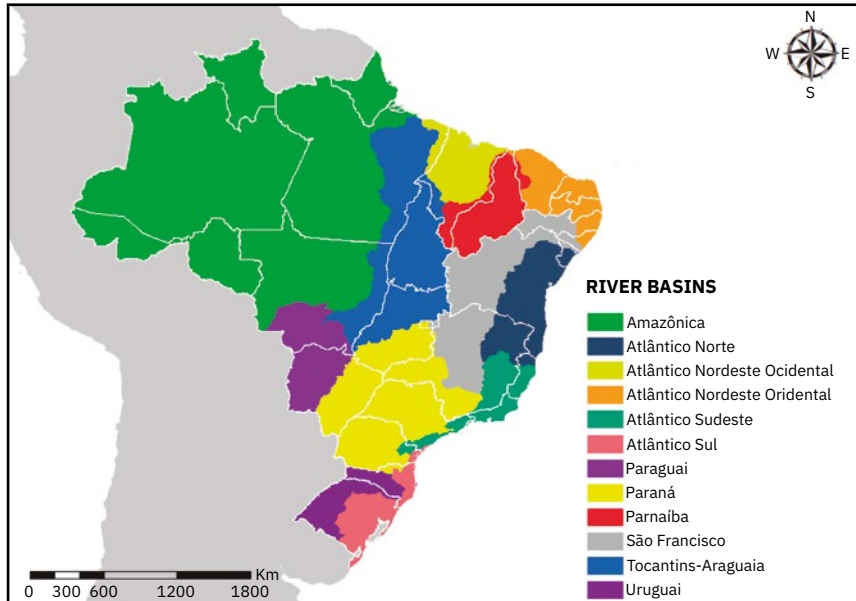 N
W E
S
RIVER BASINS
Amazônica
Atlântico Norte
Atlântico Nordeste Ocidental
Atlântico Nordeste Oridental
Atlântico Sudeste
Atlântico Sul
Paraguai
Paraná
Parnaíba
São Francisco
Tocantins-Araguaia
Uruguai
Km
0 300 600 1200 1800